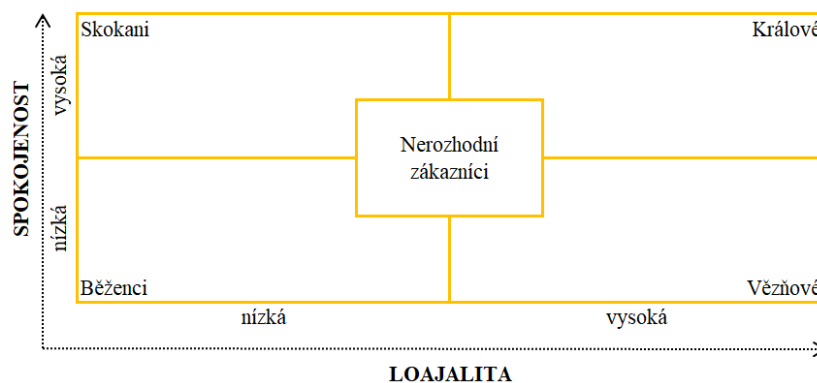 Skokani
Králové
SPOKOJENOST
vysoká
nízká
Nerozhodní
zákazníci
Běženci
Vězňové
nízká
vysoká
LOAJALITA